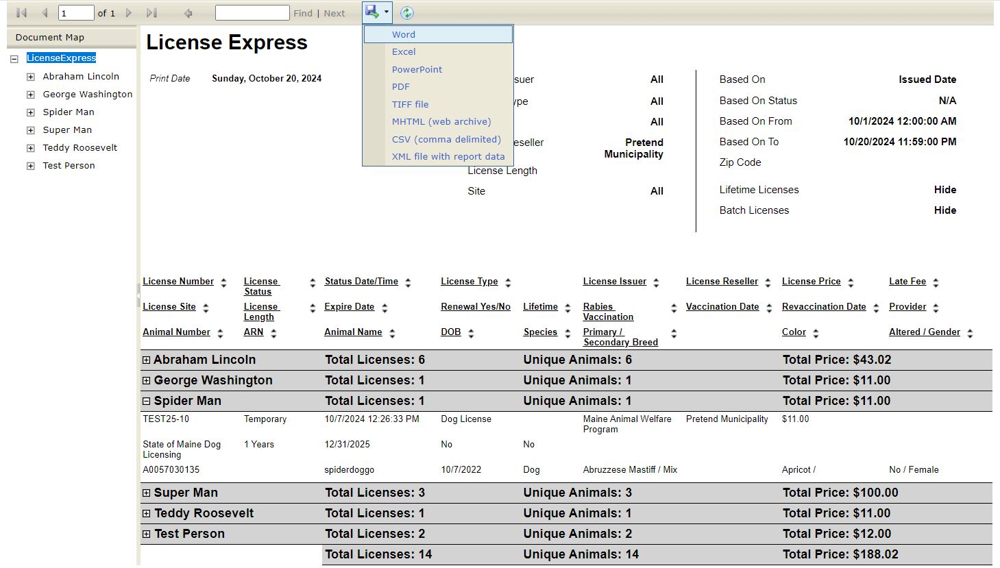 1 of 1 Find | Next
Document Map
LicenseExpress
Abraham Lincoln
George Washington
Spider Man
Super Man
Teddy Roosevelt
Test Person
Word
Excel
PowerPoint
PDF
TIFF file
MHTML (web archive)
CSV (comma delimited)
XML file with report data
License Express
Print Date Sunday, October 20, 2024
suer All
ype All
All
eseller Pretend
Municipality
License Length
Site All
Based On Issued Date
Based On Status N/A
Based On From 10/1/2024 12:00:00 AM
Based On To 10/20/2024 11:59:00 PM
Zip Code
Lifetime Licenses Hide
Batch Licenses Hide
License Number License Status Date/Time License Type License Issuer License Reseller License Price Late Fee
Status
License Site License Expire Date Renewal Yes/No Lifetime Rabies Vaccination Date Revaccination Date Provider
Length Vaccination
Animal Number ARN Animal Name DOB Species Primary / Color Altered / Gender
Secondary Breed
Abraham Lincoln Total Licenses: 6 Unique Animals: 6 Total Price: $43.02
George Washington Total Licenses: 1 Unique Animals: 1 Total Price: $11.00
Spider Man Total Licenses: 1 Unique Animals: 1 Total Price: $11.00
TEST25-10 Temporary 10/7/2024 12:26:33 PM Dog License Maine Animal Welfare Pretend Municipality $11.00
Program
State of Maine Dog 1 Years 12/31/2025 No No
Licensing
A0057030135 spiderdoggo 10/7/2022 Dog Abruzzese Mastiff / Mix Apricot / No / Female
Super Man Total Licenses: 3 Unique Animals: 3 Total Price: $100.00
Teddy Roosevelt Total Licenses: 1 Unique Animals: 1 Total Price: $11.00
Test Person Total Licenses: 2 Unique Animals: 2 Total Price: $12.00
Total Licenses: 14 Unique Animals: 14 Total Price: $188.02